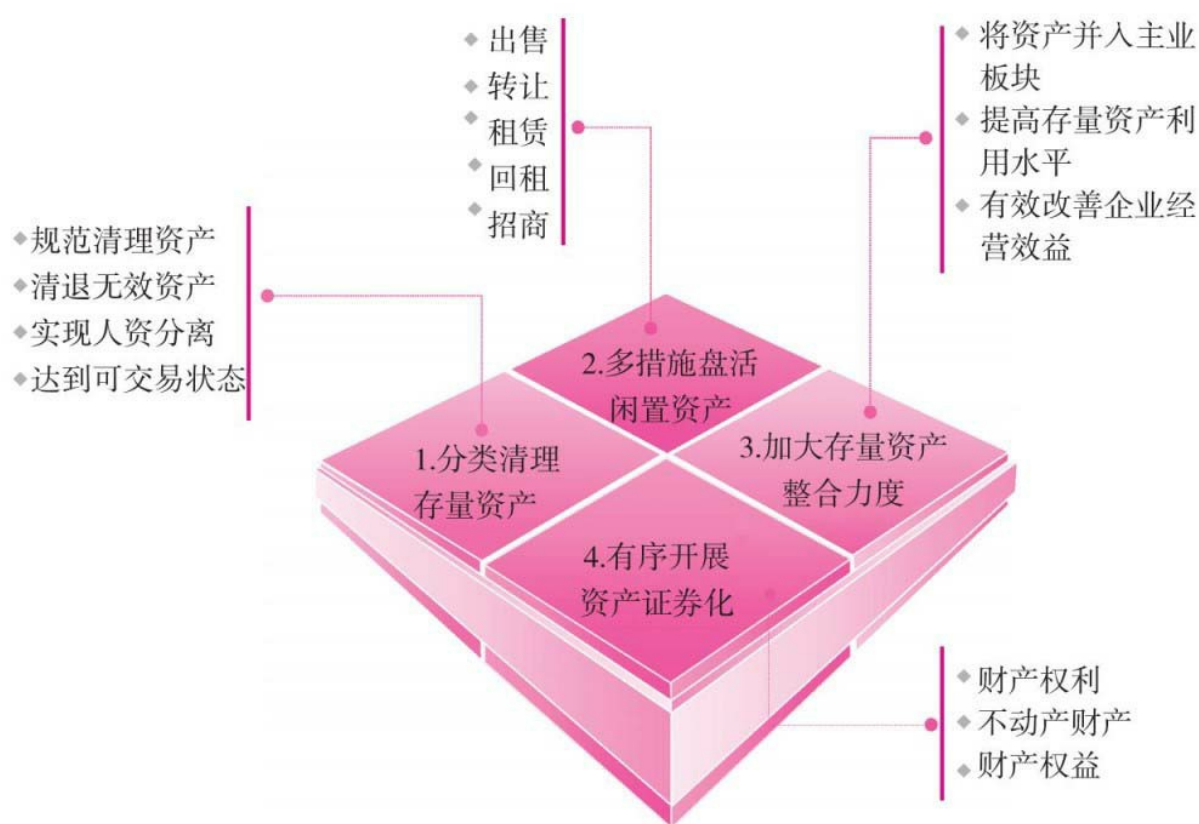 出售
转让
租赁
回租
招商
将资产并入主业
板块
提高存量资产利
用水平
有效改善企业经
营效益
规范清理资产
清退无效资产
实现人资分离
达到可交易状态
2.多措施盘活
闲置资产
1.分类清理
存量资产
3.加大存量资产
整合力度
4.有序开展
资产证券化
财产权利
不动产财产
财产权益